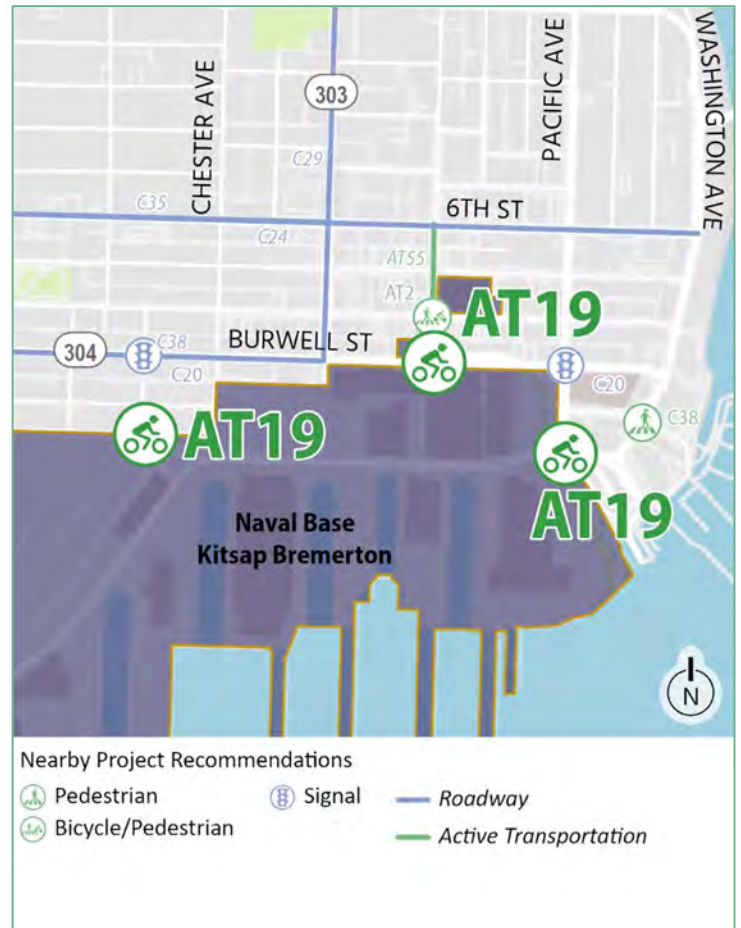 WASHINGTON AVE
PACIFIC AVE
CHESTER AVE
303
C29
C35
6TH ST
C24
AT55
AT2
AT19
BURWELL ST
304
C38
C20
C20
AT19
C38
AT19
Naval Base
Kitsap Bremerton
N
Nearby Project Recommendations
Pedestrian
Signal
Roadway
Bicycle/Pedestrian
Active Transportation